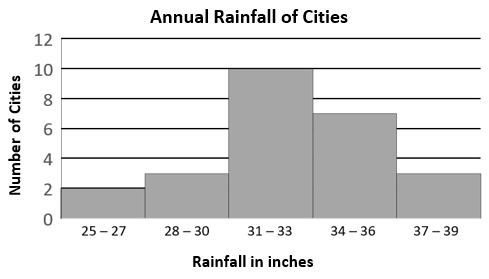 Annual Rainfall of Cities
Number of Cities
12
10
8
6
4
2
0
25 – 27 28 – 30 31 – 33 34 – 36 37 – 39
Rainfall in inches